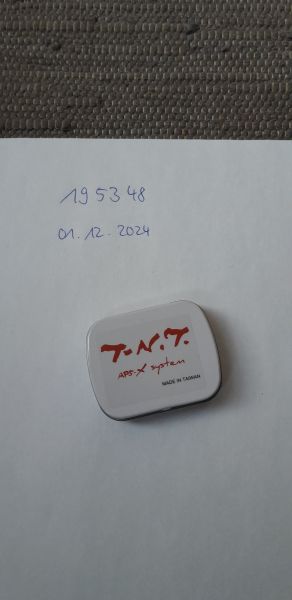 195348
01.12.2024
T-N.T.
APS-X system
MADE IN TAIWAN